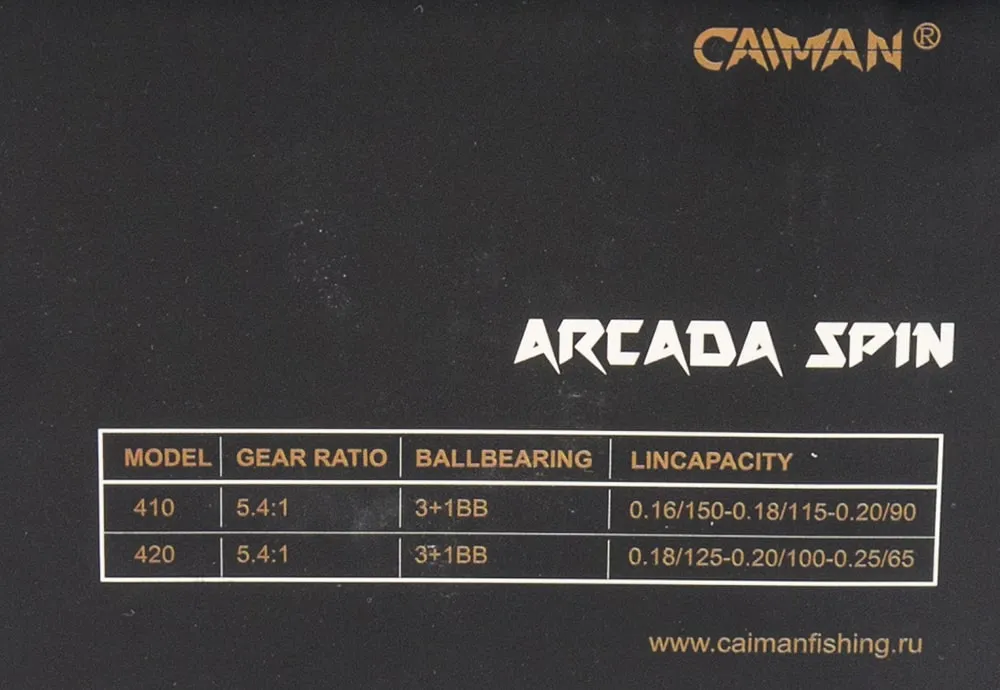 CAIMAN®
ARCADA SPIN
MODEL GEAR RATIO BALLBEARING LINCAPACITY
410 5.4:1 3+1BB 0.16/150-0.18/115-0.20/90
420 5.4:1 3+1BB 0.18/125-0.20/100-0.25/65
www.caimanfishing.ru